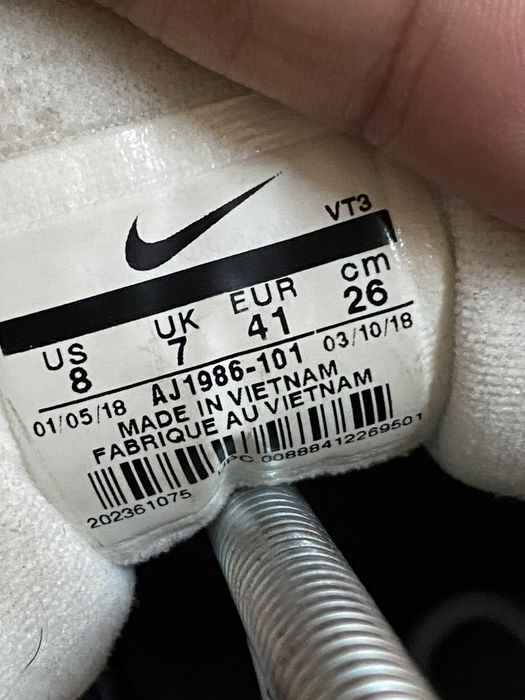 VT3
US UK EUR cm
8 7 41 26
01/05/18 AJ1986-101 03/10/18
MADE IN VIETNAM
FABRIQUE AU VIETNAM
202361075 UPC 00888412269501